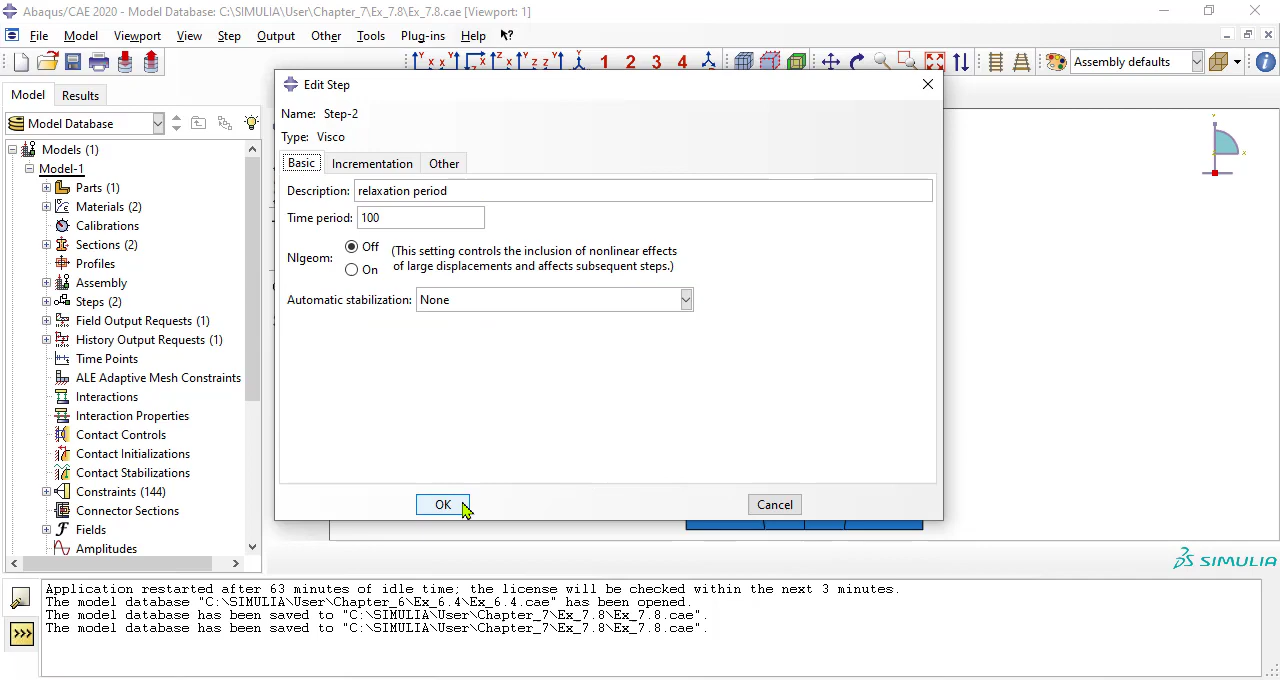 Abaqus/CAE 2020 - Model Database: C:\SIMULIA\User\Chapter_7\Ex_7.8\Ex_7.8.cae [Viewport: 1]
File Model Viewport View Step Output Other Tools Plug-ins Help
1 2 3 4 Assembly defaults
Model Results
Model Database
Models (1)
Model-1
Parts (1)
Materials (2)
Calibrations
Sections (2)
Profiles
Assembly
Steps (2)
Field Output Requests (1)
History Output Requests (1)
Time Points
ALE Adaptive Mesh Constraints
Interactions
Interaction Properties
Contact Controls
Contact Initializations
Contact Stabilizations
Constraints (144)
Connector Sections
Fields
Amplitudes
Edit Step
Name: Step-2
Type: Visco
Basic Incrementation Other
Description: relaxation period
Time period: 100
Nlgeom:
Off
On
(This setting controls the inclusion of nonlinear effects
of large displacements and affects subsequent steps.)
Automatic stabilization: None
OK Cancel
SIMULIA
Application restarted after 63 minutes of idle time; the license will be checked within the next 3 minutes.
The model database "C:\SIMULIA\User\Chapter_6\Ex_6.4\Ex_6.4.cae" has been opened.
The model database has been saved to "C:\SIMULIA\User\Chapter_7\Ex_7.8\Ex_7.8.cae".
The model database has been saved to "C:\SIMULIA\User\Chapter_7\Ex_7.8\Ex_7.8.cae".